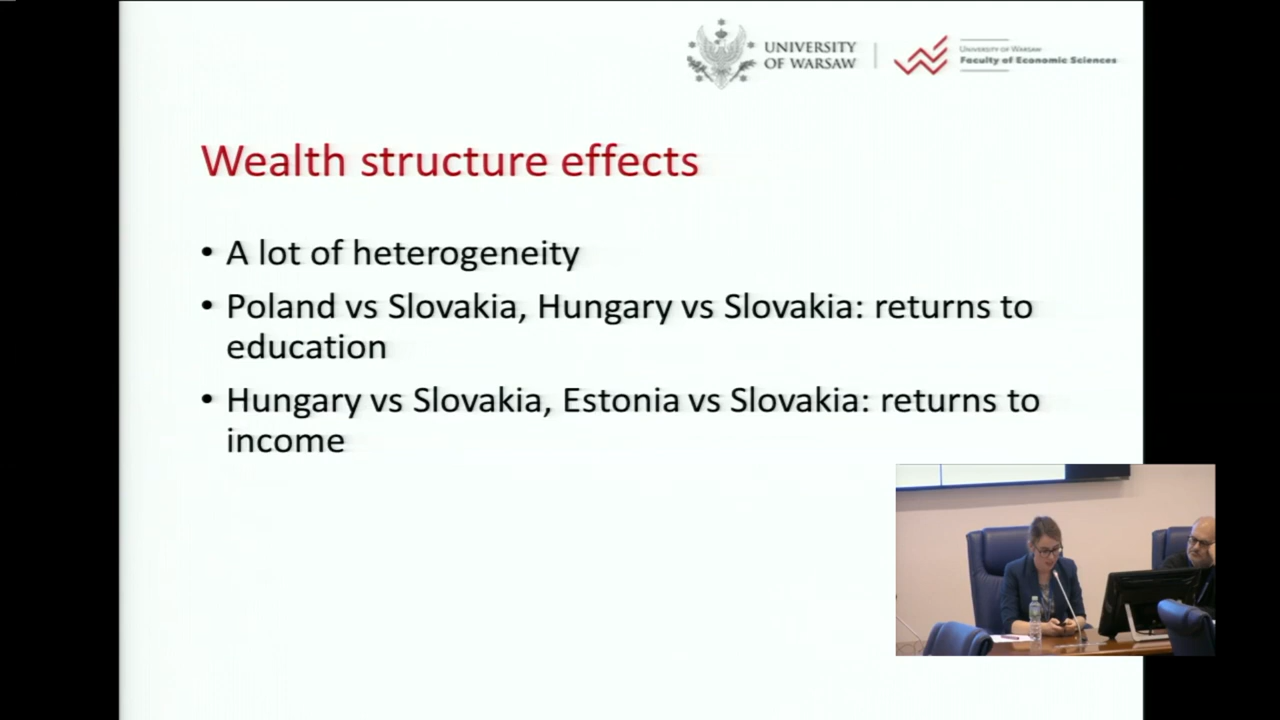 UNIVERSITY
OF WARSAW
University of Warsaw
Faculty of Economic Sciences
Wealth structure effects
• A lot of heterogeneity
• Poland vs Slovakia, Hungary vs Slovakia: returns to
education
• Hungary vs Slovakia, Estonia vs Slovakia: returns to
income